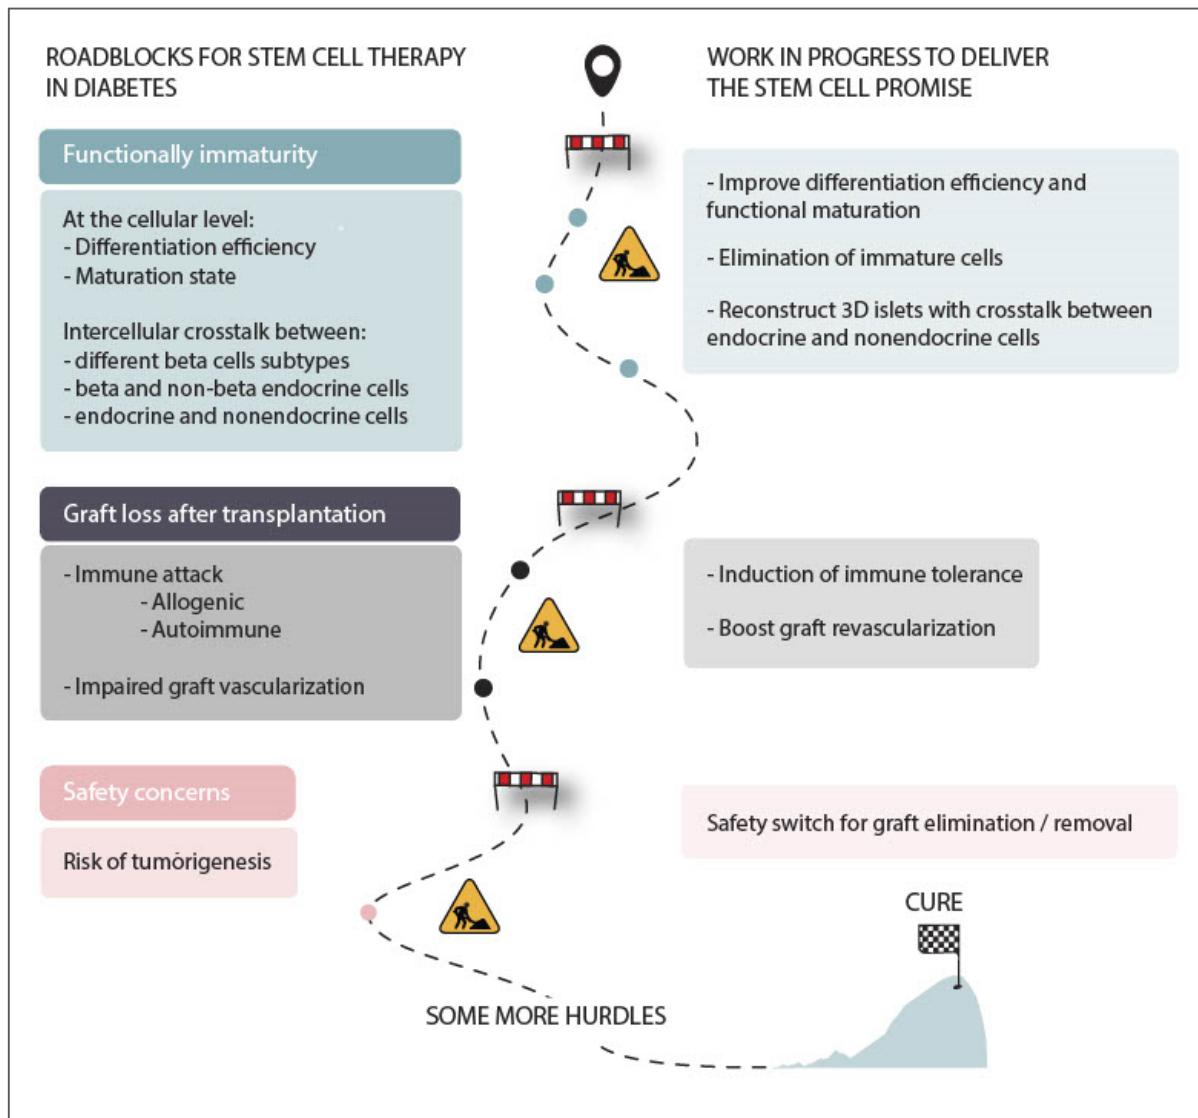 ROADBLOCKS FOR STEM CELL THERAPY
IN DIABETES
WORK IN PROGRESS TO DELIVER
THE STEM CELL PROMISE
Functionally immaturity
At the cellular level:
- Differentiation efficiency
- Maturation state
Intercellular crosstalk between:
- different beta cells subtypes
- beta and non-beta endocrine cells
- endocrine and nonendocrine cells
- Improve differentiation efficiency and
functional maturation
- Elimination of immature cells
- Reconstruct 3D islets with crosstalk between
endocrine and nonendocrine cells
Graft loss after transplantation
- Immune attack
- Allogenic
- Autoimmune
- Impaired graft vascularization
- Induction of immune tolerance
- Boost graft revascularization
Safety concerns
Risk of tumorigenesis
Safety switch for graft elimination / removal
CURE
SOME MORE HURDLES